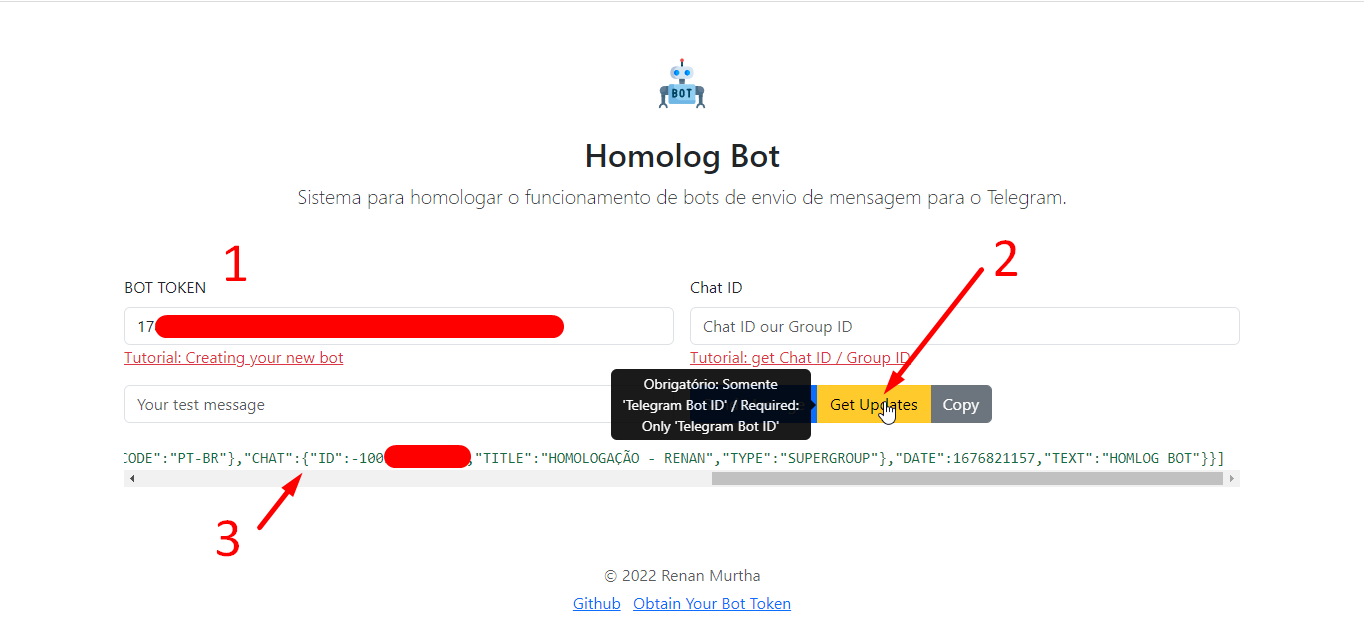 BOT
Homolog Bot
Sistema para homologar o funcionamento de bots de envio de mensagem para o Telegram.
1
2
BOT TOKEN
Chat ID
17
Chat ID our Group ID
Tutorial: Creating your new bot
Tutorial: get Chat ID / Group ID
Your test message
Obrigatório: Somente
'Telegram Bot ID' / Required:
Only 'Telegram Bot ID'
Get Updates
Copy
CODE":"PT-BR"},"CHAT":{"ID":-100 ,"TITLE":"HOMOLOGAÇÃO - RENAN","TYPE":"SUPERGROUP"},"DATE":1676821157,"TEXT":"HOMLOG BOT"}}]
3
© 2022 Renan Murtha
Github Obtain Your Bot Token